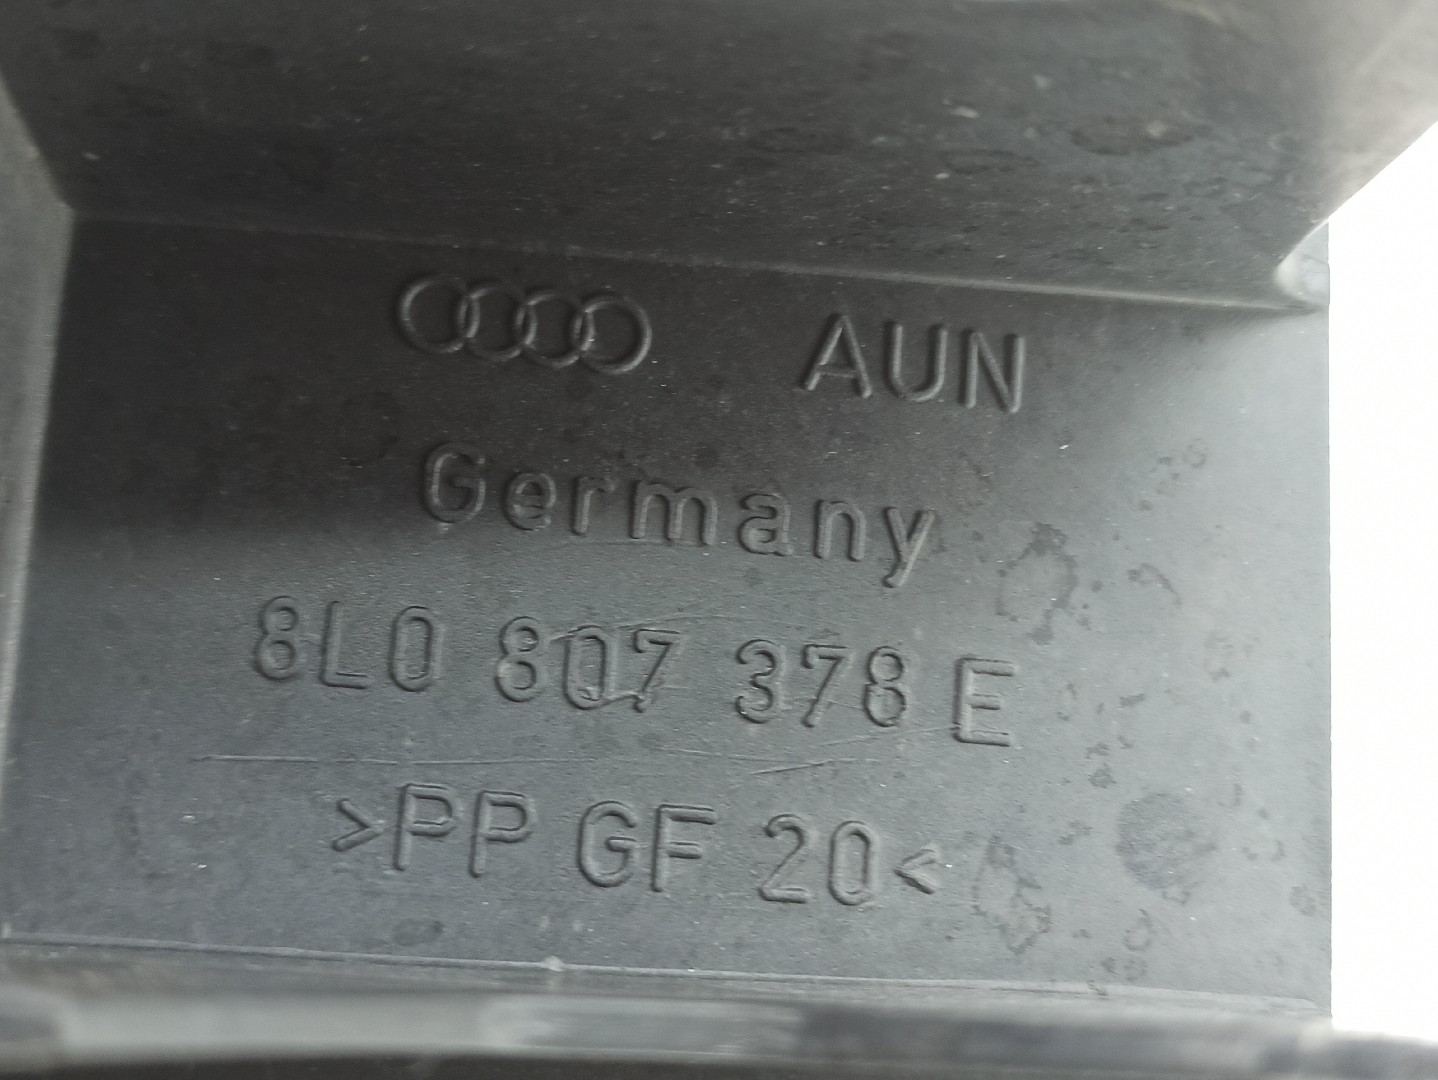 AUN
Germany
8L0 807 378 E
>PP GF 20<